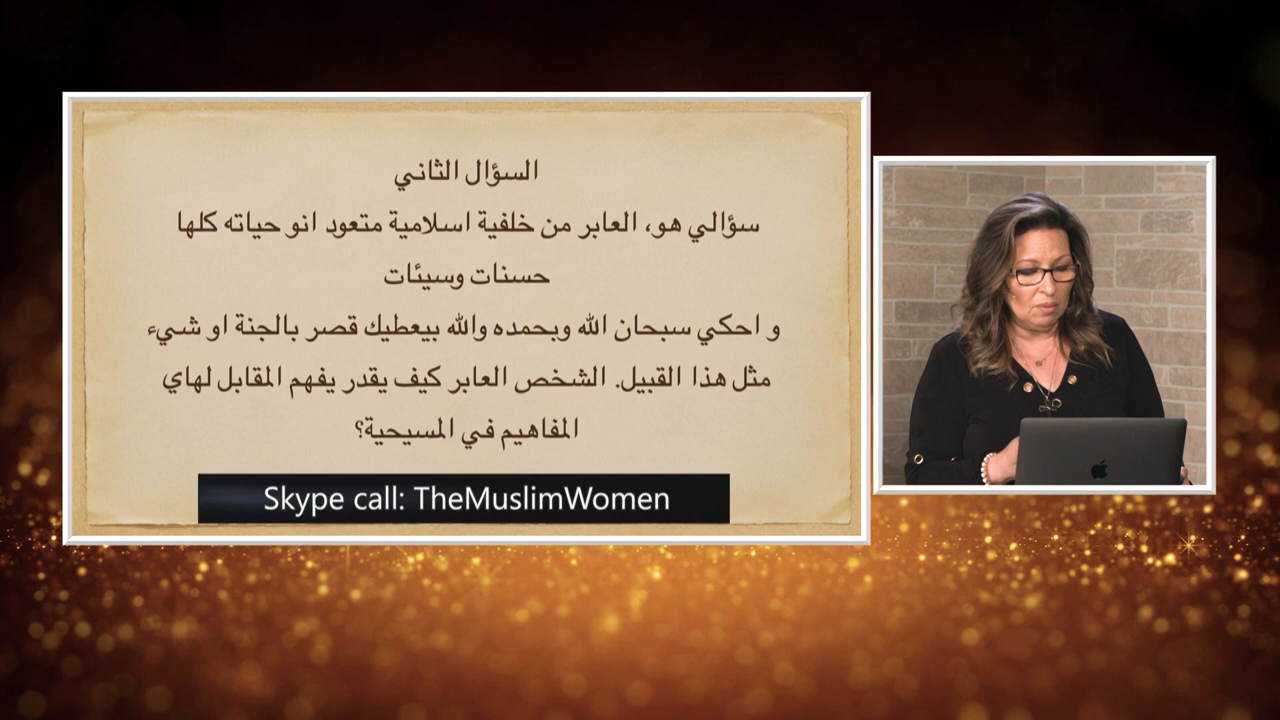 السؤال الثاني
سؤالي هو، العابر من خلفية اسلامية متعود انو حياته كلها
حسنات وسيئات
و احكي سبحان الله وبحمده والله بيعطيك قصر بالجنة او شيء
مثل هذا القبيل. الشخص العابر كيف يقدر يفهم المقابل لهاي
المفاهيم في المسيحية؟
Skype call: TheMuslimWomen